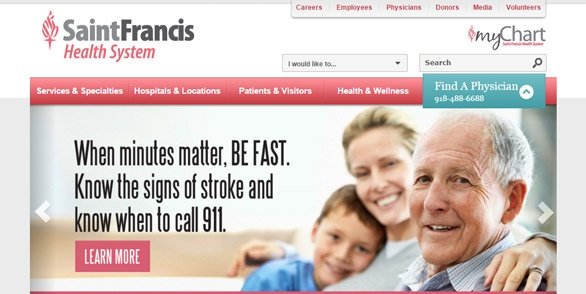 Careers Employees Physicians Donors Media Volunteers
SaintFrancis
Health System
myChart
Saint Francis Health System
I would like to...
Search
Services & Specialties Hospitals & Locations Patients & Visitors Health & Wellness
Find A Physician
918-488-6688
When minutes matter, BE FAST.
Know the signs of stroke and
know when to call 911.
LEARN MORE